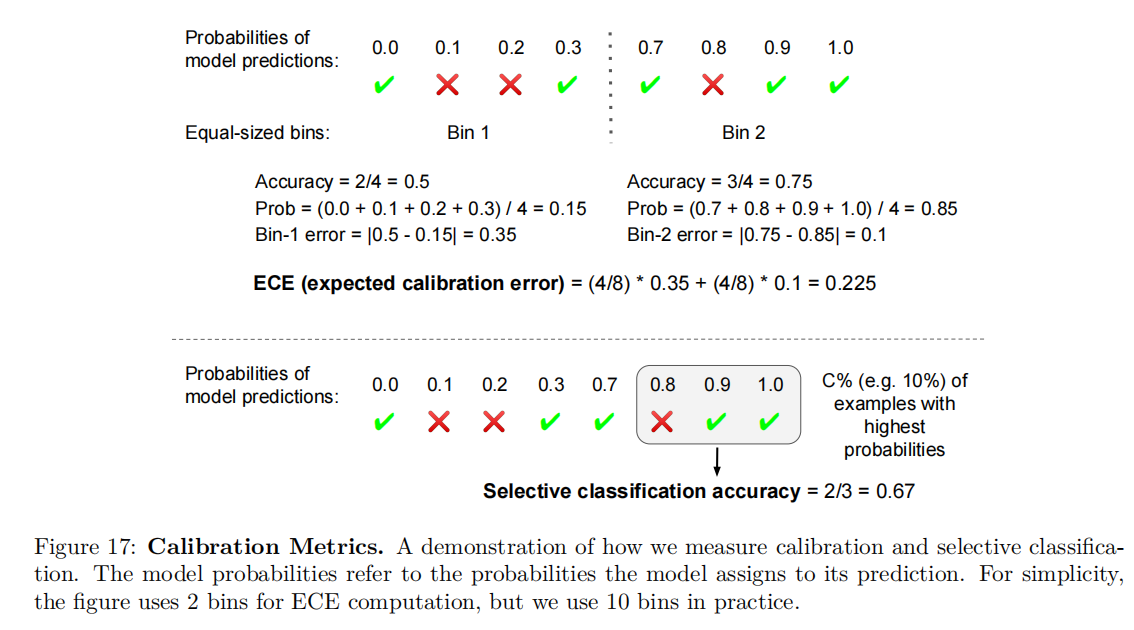 Probabilities of
model predictions:
0.0 0.1 0.2 0.3 0.7 0.8 0.9 1.0
Equal-sized bins: Bin 1 Bin 2
Accuracy = 2/4 = 0.5
Prob = (0.0 + 0.1 + 0.2 + 0.3) / 4 = 0.15
Bin-1 error = |0.5 - 0.15| = 0.35
Accuracy = 3/4 = 0.75
Prob = (0.7 + 0.8 + 0.9 + 1.0) / 4 = 0.85
Bin-2 error = |0.75 - 0.85| = 0.1
ECE (expected calibration error) = (4/8) * 0.35 + (4/8) * 0.1 = 0.225
Probabilities of
model predictions:
0.0 0.1 0.2 0.3 0.7 0.8 0.9 1.0
C% (e.g. 10%) of
examples with
highest
probabilities
Selective classification accuracy = 2/3 = 0.67
Figure 17: Calibration Metrics. A demonstration of how we measure calibration and selective classifica-
tion. The model probabilities refer to the probabilities the model assigns to its prediction. For simplicity,
the figure uses 2 bins for ECE computation, but we use 10 bins in practice.